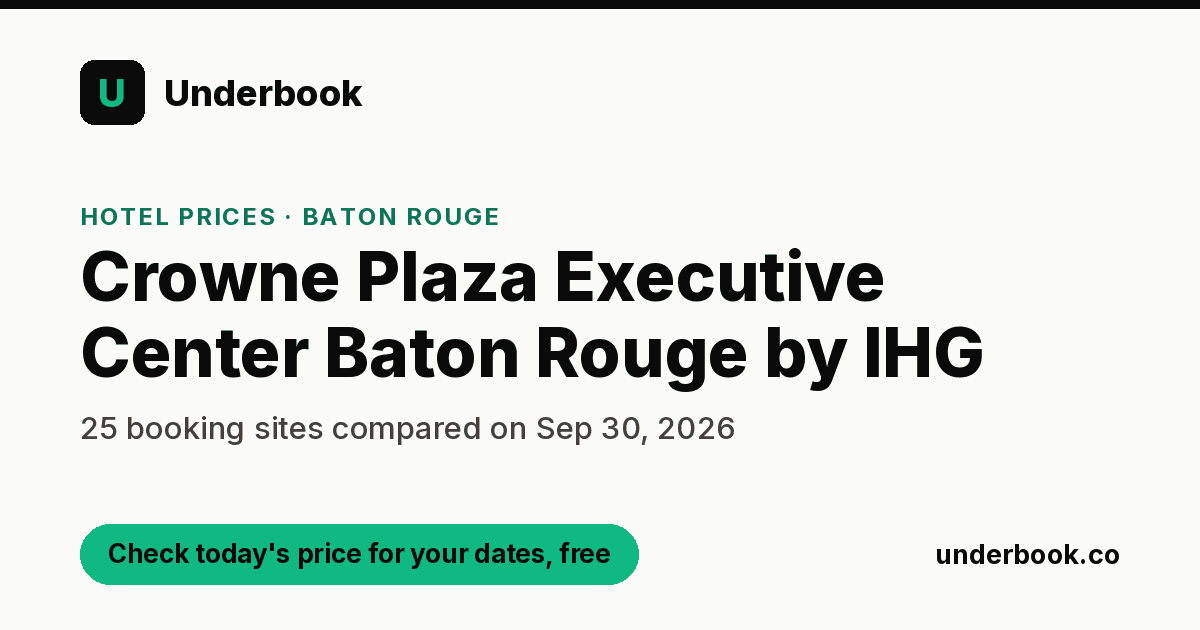 U
Underbook
HOTEL PRICES · BATON ROUGE
Crowne Plaza Executive
Center Baton Rouge by IHG
25 booking sites compared on Sep 30, 2026
Check today's price for your dates, free
underbook.co